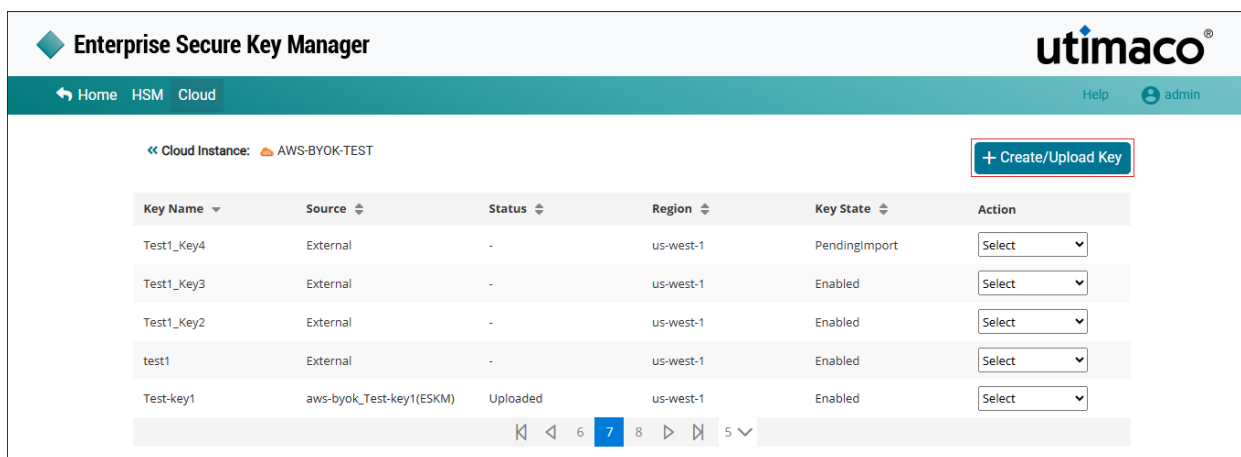 Enterprise Secure Key Manager utimaco®
Home HSM Cloud Help admin
Cloud Instance: AWS-BYOK-TEST + Create/Upload Key
Key Name Source Status Region Key State Action
Test1_Key4 External - us-west-1 PendingImport Select
Test1_Key3 External - us-west-1 Enabled Select
Test1_Key2 External - us-west-1 Enabled Select
test1 External - us-west-1 Enabled Select
Test-key1 aws-byok_Test-key1(ESKM) Uploaded us-west-1 Enabled Select
6 7 8 5